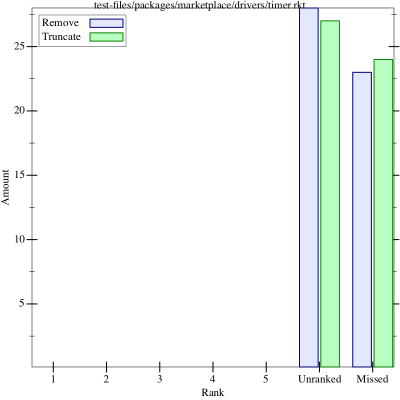 test-files/packages/marketplace/drivers/timer.rkt
Remove
Truncate
25
20
15
10
5
Amount
1 2 3 4 5 Unranked Missed
Rank